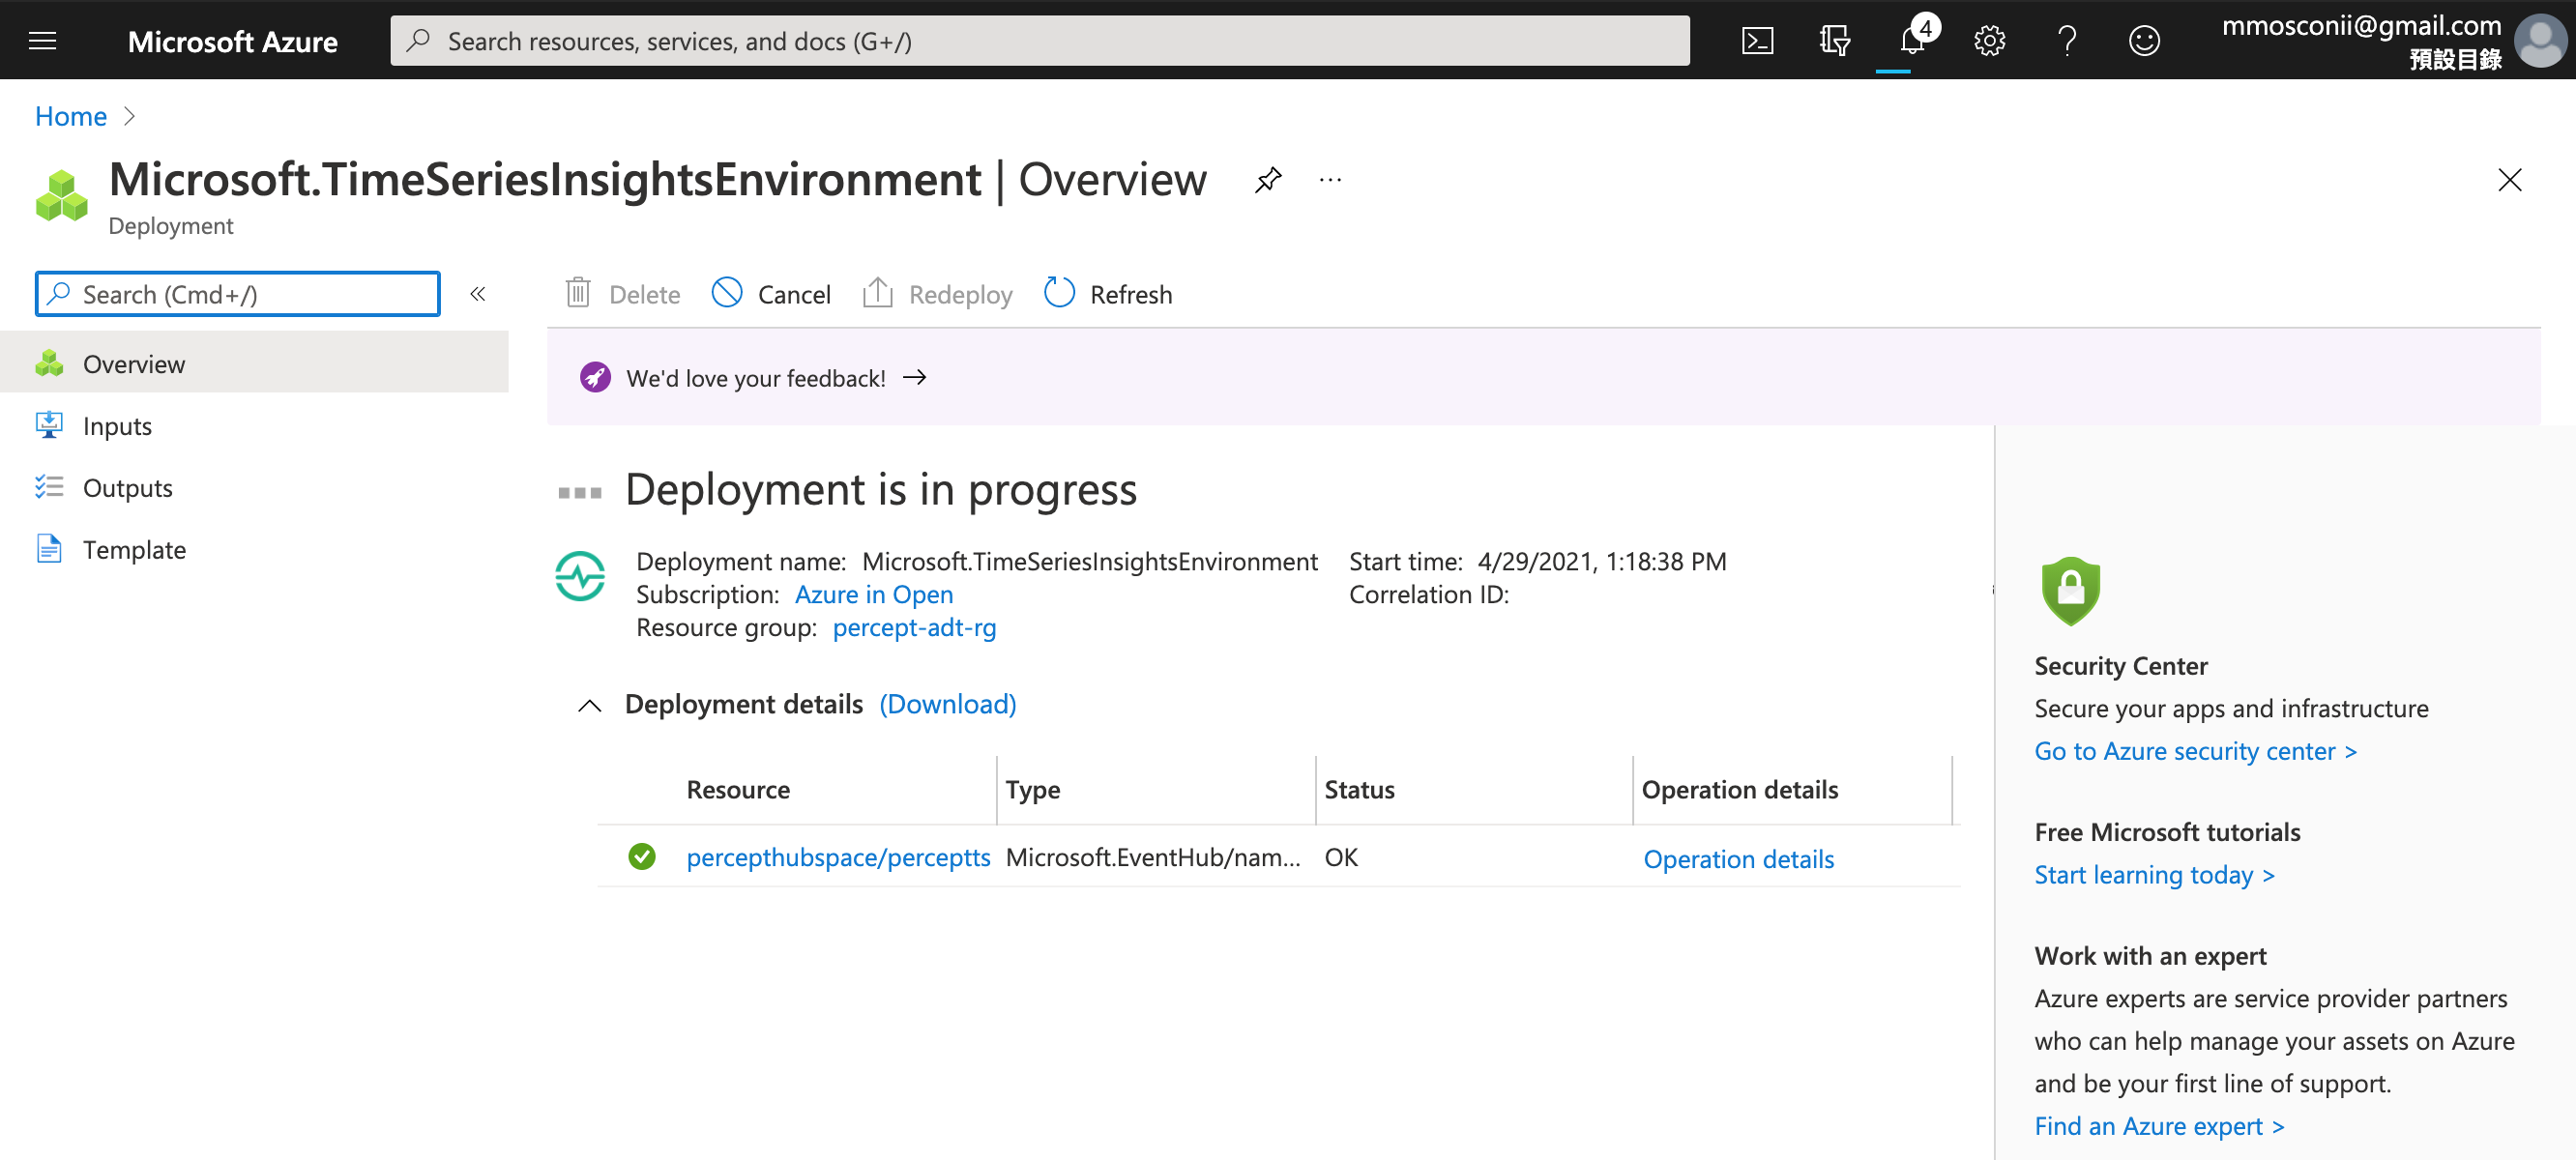 Microsoft Azure
Search resources, services, and docs (G+/)
4
mmosconii@gmail.com
預設目錄
Home
Microsoft.TimeSeriesInsightsEnvironment | Overview
Deployment
Search (Cmd+/)
Overview
Inputs
Outputs
Template
Delete
Cancel
Redeploy
Refresh
We'd love your feedback! →
Deployment is in progress
Deployment name: Microsoft.TimeSeriesInsightsEnvironment
Subscription: Azure in Open
Resource group: percept-adt-rg
Start time: 4/29/2021, 1:18:38 PM
Correlation ID:
Deployment details (Download)
Resource Type Status Operation details
percepthubspace/perceptts Microsoft.EventHub/nam... OK Operation details
Security Center
Secure your apps and infrastructure
Go to Azure security center >
Free Microsoft tutorials
Start learning today >
Work with an expert
Azure experts are service provider partners
who can help manage your assets on Azure
and be your first line of support.
Find an Azure expert >